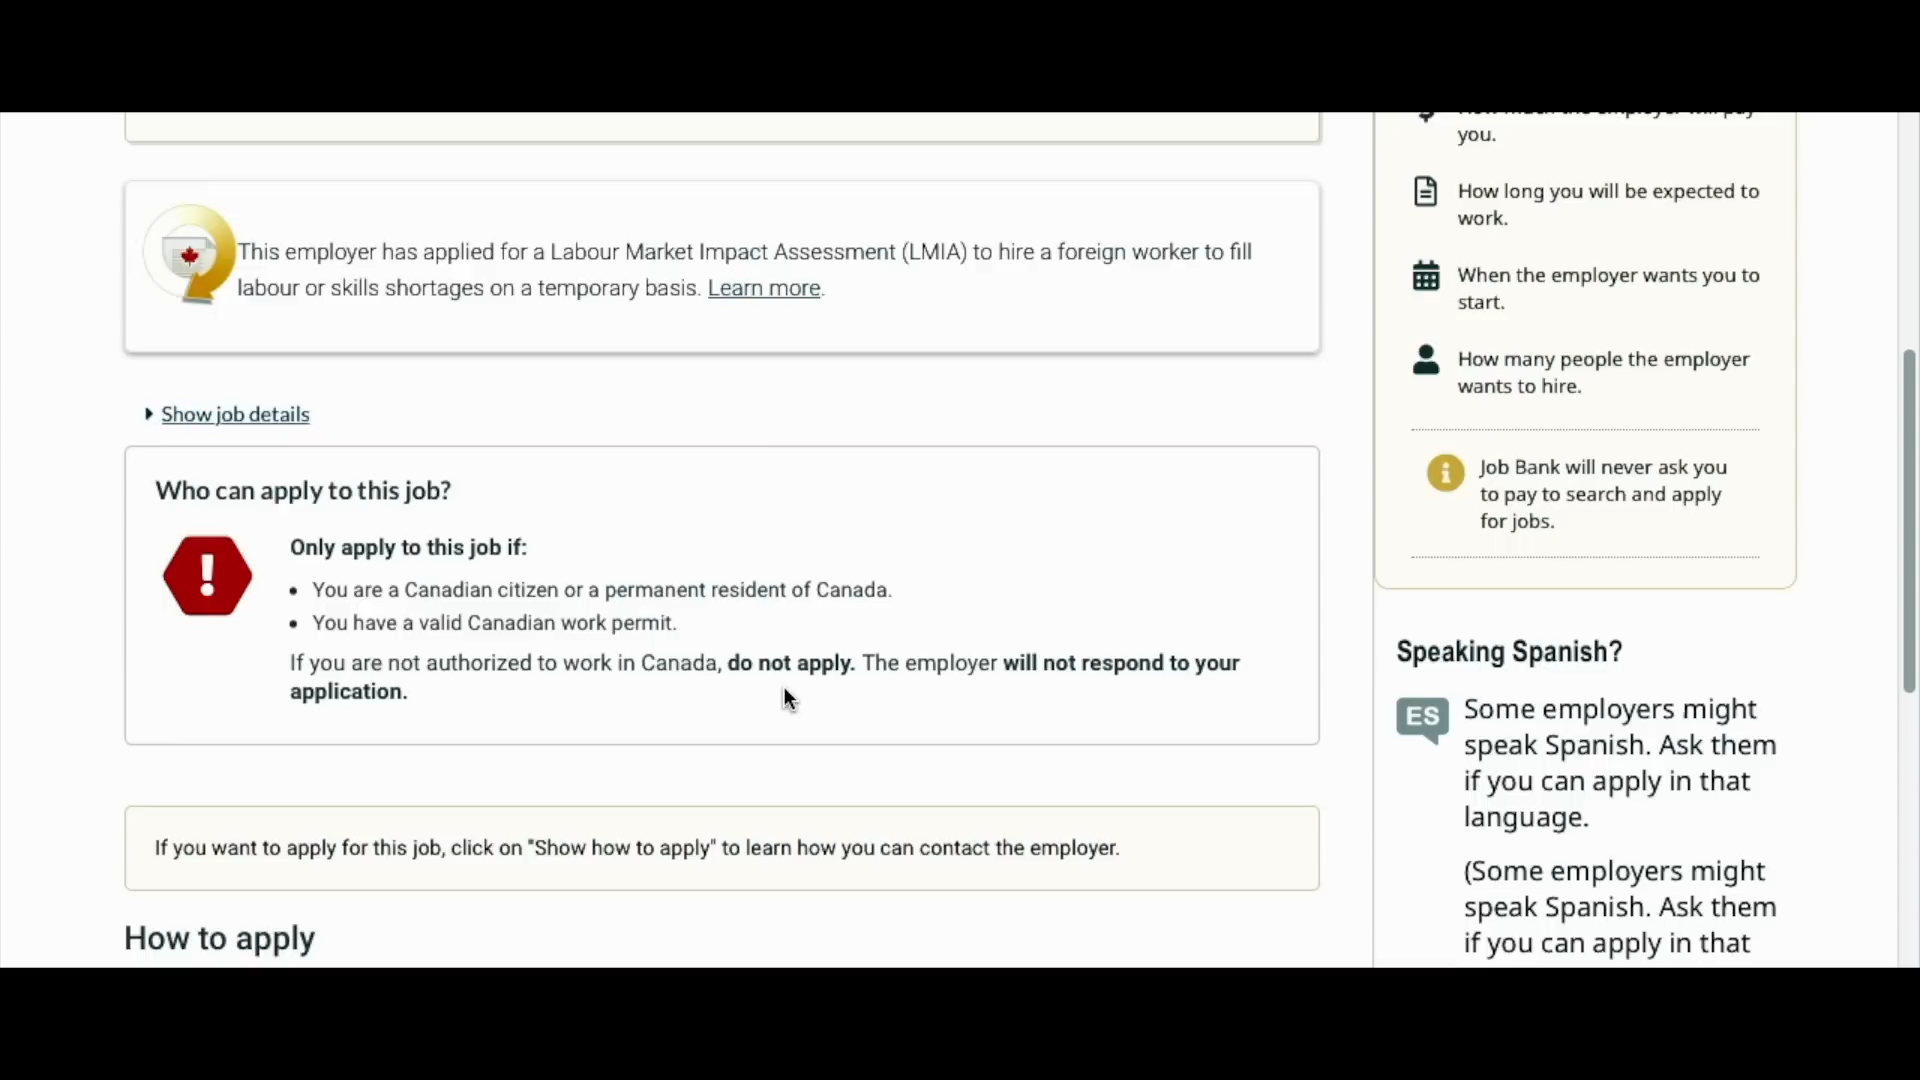 This employer has applied for a Labour Market Impact Assessment (LMIA) to hire a foreign worker to fill
labour or skills shortages on a temporary basis. Learn more.
Show job details
Who can apply to this job?
Only apply to this job if:
• You are a Canadian citizen or a permanent resident of Canada.
• You have a valid Canadian work permit.
If you are not authorized to work in Canada, do not apply. The employer will not respond to your
application.
If you want to apply for this job, click on "Show how to apply" to learn how you can contact the employer.
How to apply
How much the employer will pay
you.
How long you will be expected to
work.
When the employer wants you to
start.
How many people the employer
wants to hire.
Job Bank will never ask you
to pay to search and apply
for jobs.
Speaking Spanish?
ES
Some employers might
speak Spanish. Ask them
if you can apply in that
language.
(Some employers might
speak Spanish. Ask them
if you can apply in that